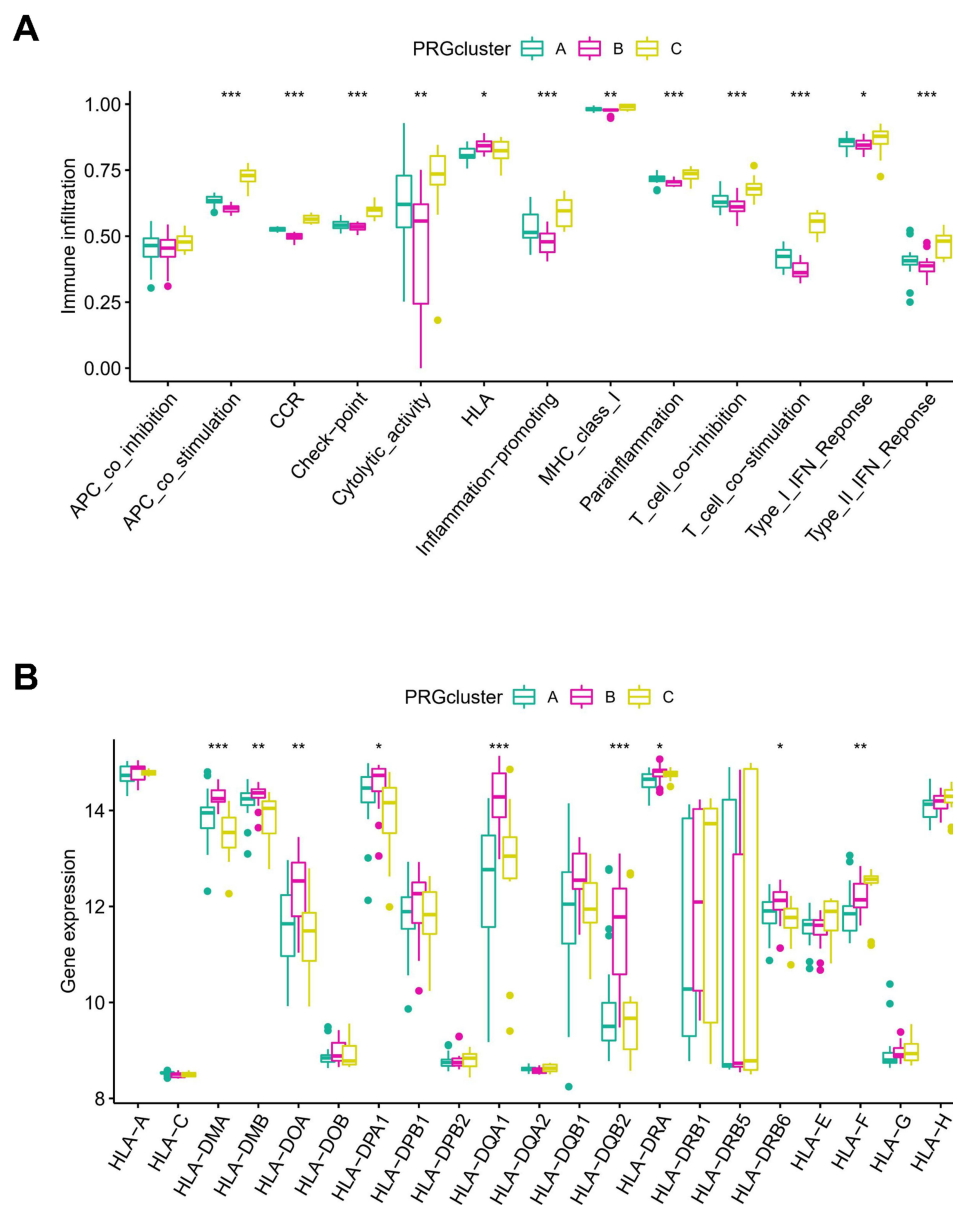 A
PRGcluster A B C
*** *** *** ** * *** ** *** *** *** * ***
1.00
0.75
0.50
0.25
0.00
Immune infiltration
APC_co_inhibition
APC_co_stimulation
CCR
Check−point
Cytolytic_activity
HLA
Inflammation−promoting
MHC_class_I
Parainflammation
T_cell_co−inhibition
T_cell_co−stimulation
Type_I_IFN_Reponse
Type_II_IFN_Reponse
B
PRGcluster A B C
*** ** ** * *** *** * * **
14
12
10
8
Gene expression
HLA−A
HLA−C
HLA−DMA
HLA−DMB
HLA−DOA
HLA−DOB
HLA−DPA1
HLA−DPB1
HLA−DPB2
HLA−DQA1
HLA−DQA2
HLA−DQB1
HLA−DQB2
HLA−DRA
HLA−DRB1
HLA−DRB5
HLA−DRB6
HLA−E
HLA−F
HLA−G
HLA−H